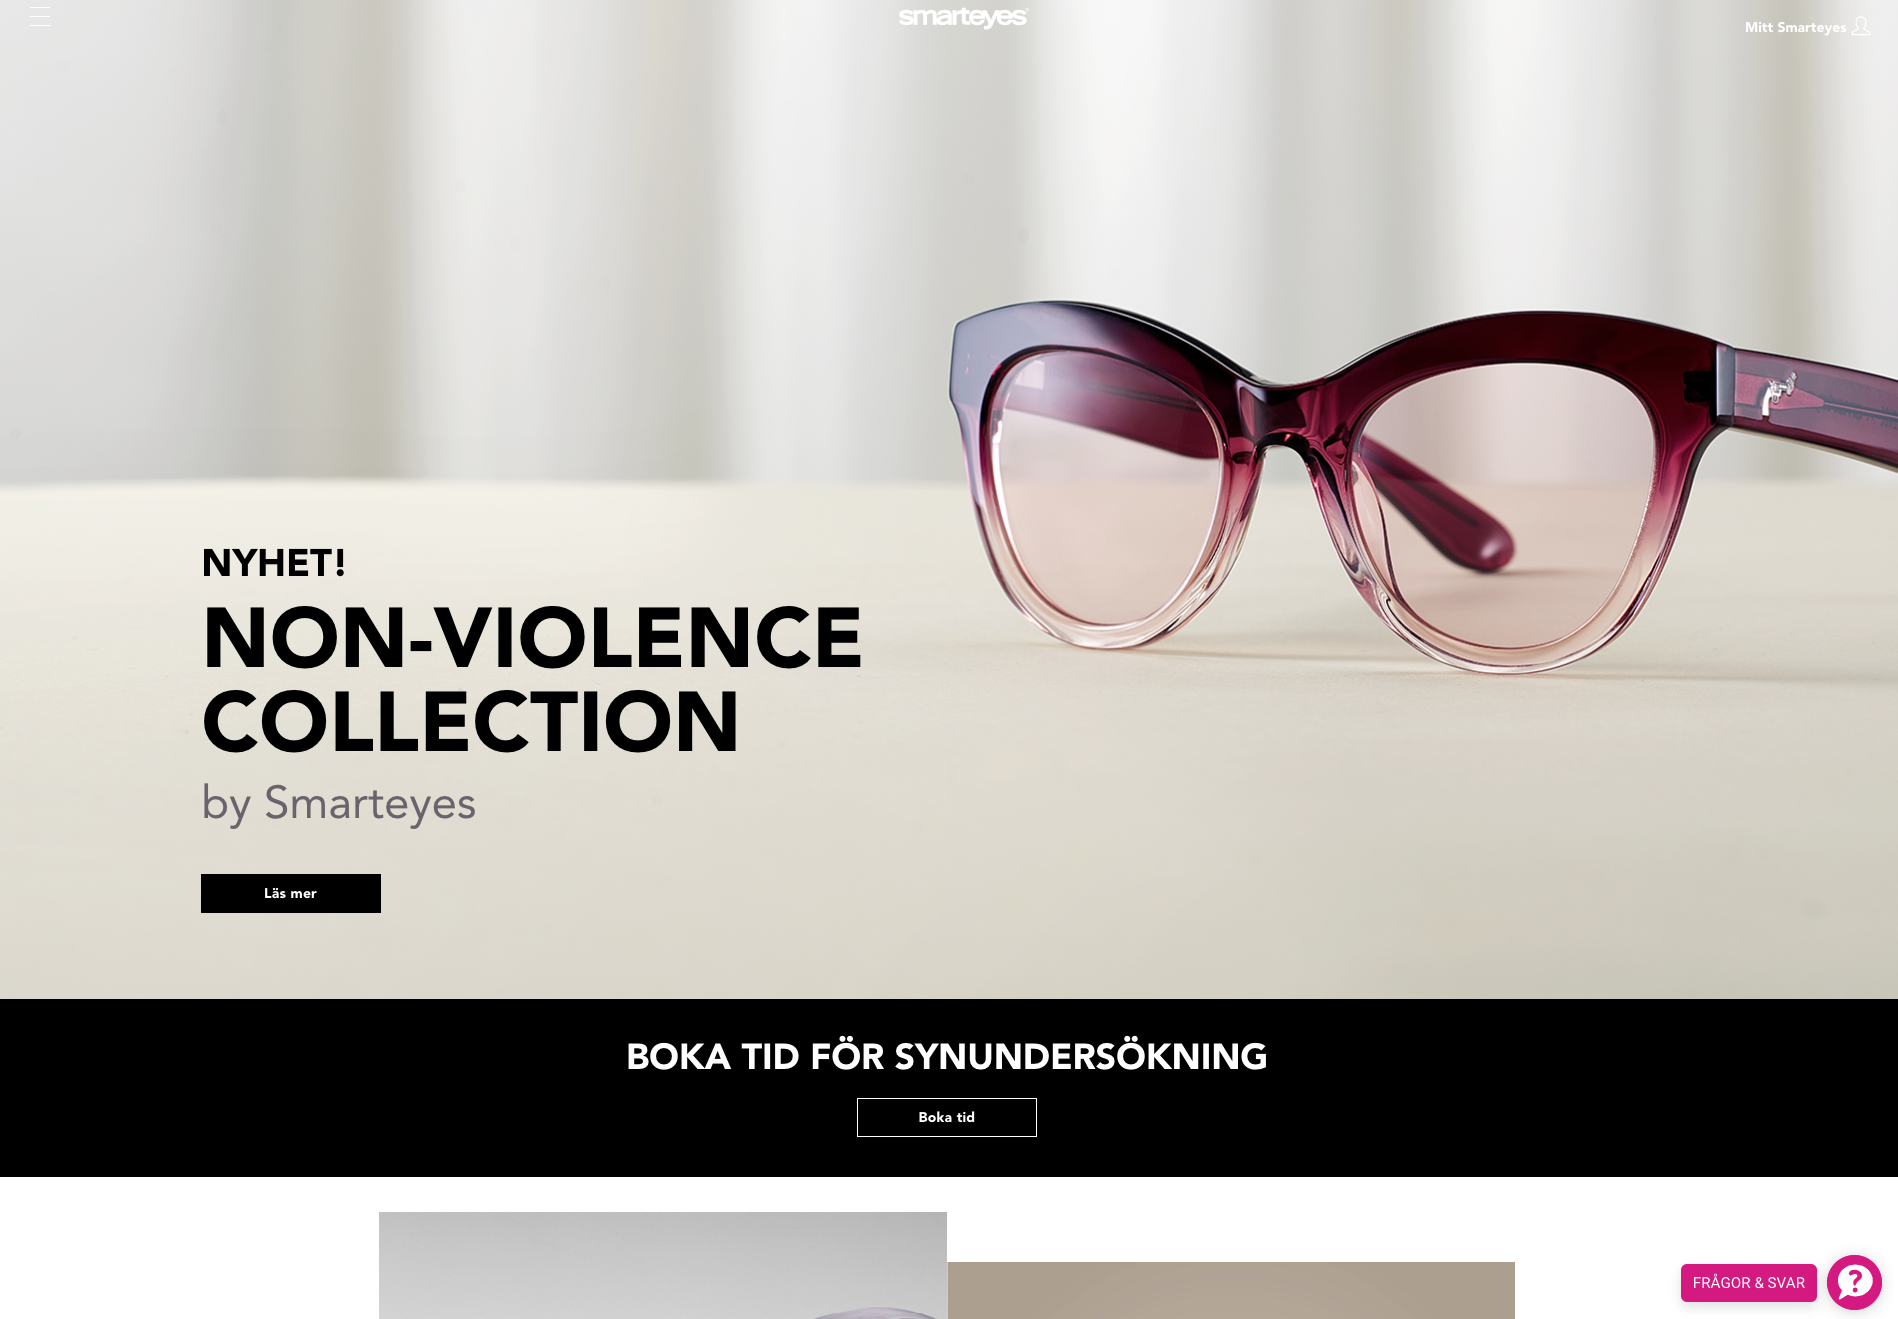 smarteyes
Mitt Smarteyes
NYHET!
NON-VIOLENCE
COLLECTION
by Smarteyes
Läs mer
BOKA TID FÖR SYNUNDERSÖKNING
Boka tid
FRÅGOR & SVAR